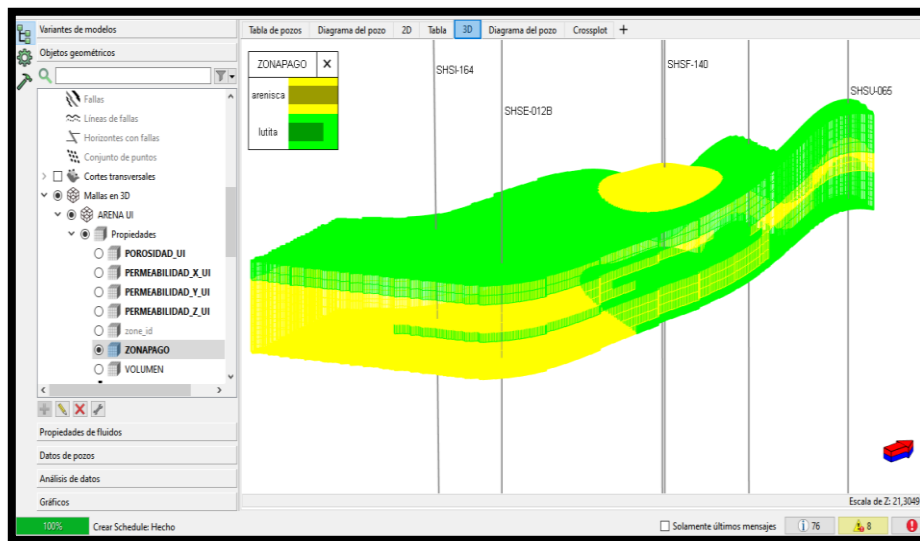 Variantes de modelos
Tabla de pozos Diagrama del pozo 2D Tabla 3D Diagrama del pozo Crossplot +
Objetos geométricos
Fallas
Líneas de fallas
Horizontes con fallas
Conjunto de puntos
Cortes transversales
Mallas en 3D
ARENA UI
Propiedades
POROSIDAD_UI
PERMEABILIDAD_X_UI
PERMEABILIDAD_Y_UI
PERMEABILIDAD_Z_UI
zone_id
ZONAPAGO
VOLUMEN
Propiedades de fluidos
Datos de pozos
Análisis de datos
Gráficos
ZONAPAGO X
arenisca
lutita
SHSI-164
SHSE-012B
SHSF-140
SHSU-065
Escala de Z: 21,3049
100% Crear Schedule: Hecho
Solamente últimos mensajes 76 8